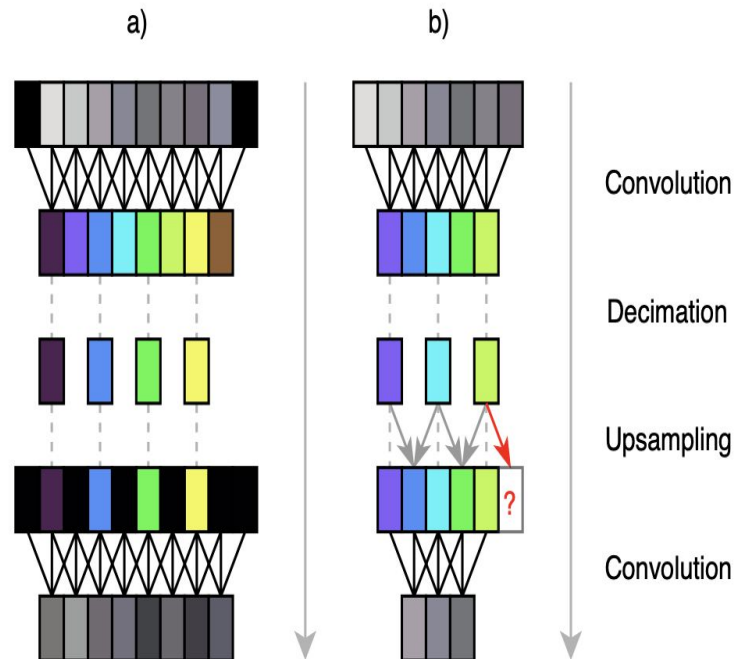 a)
b)
Convolution
Decimation
Upsampling
?
Convolution